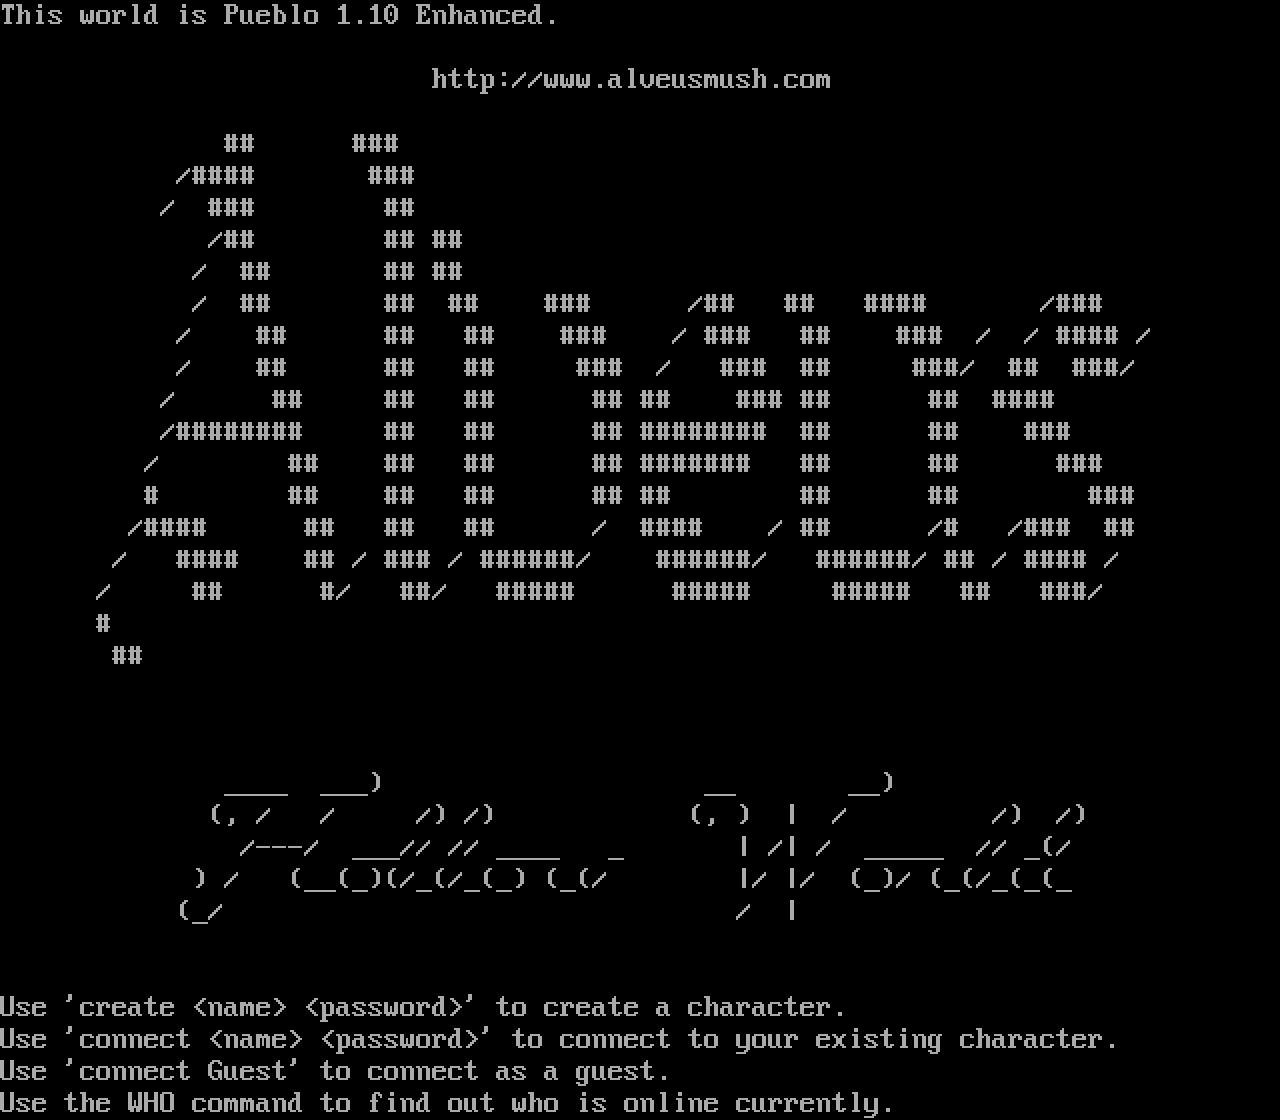 This world is Pueblo 1.10 Enhanced.
http://www.alveusmush.com
Alveus
Fallen World
Use 'create <name> <password>' to create a character.
Use 'connect <name> <password>' to connect to your existing character.
Use 'connect Guest' to connect as a guest.
Use the WHO command to find out who is online currently.